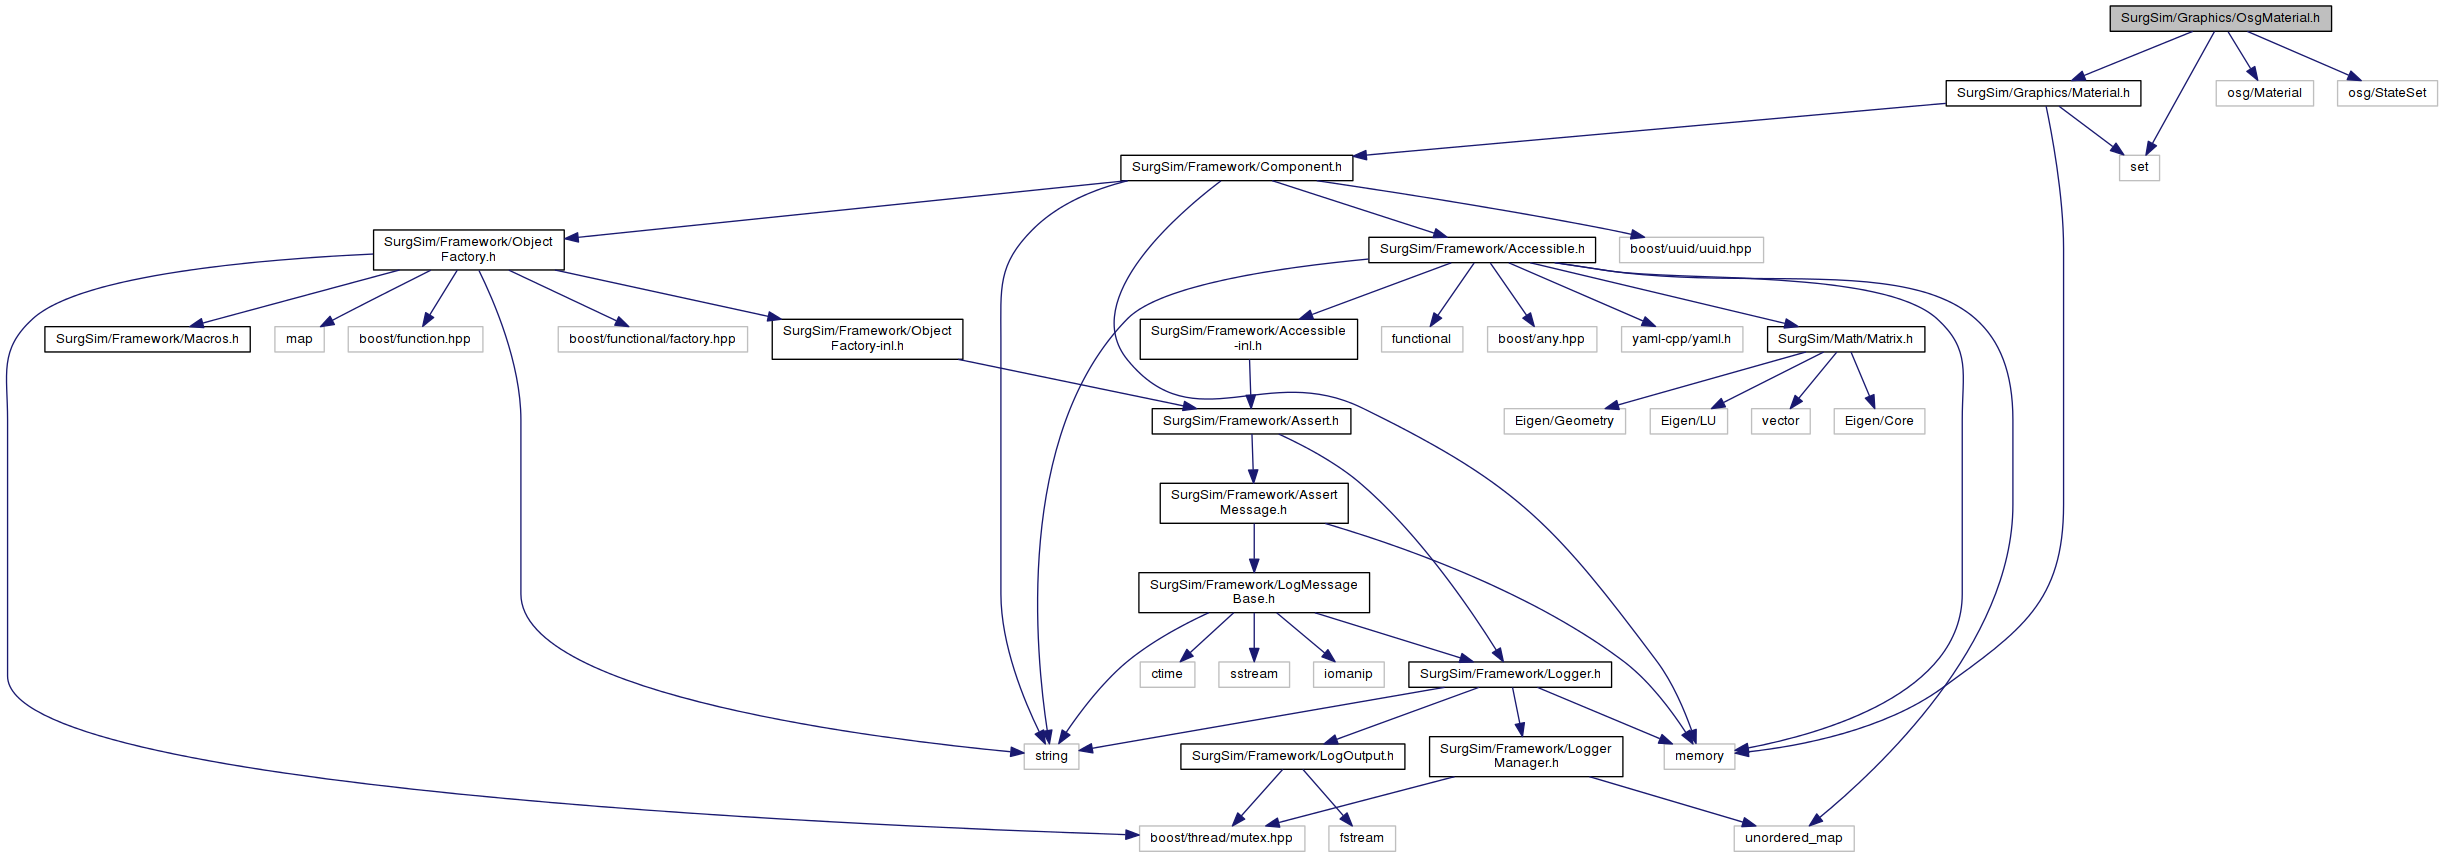 SurgSim/Graphics/OsgMaterial.h
SurgSim/Graphics/Material.h
osg/Material
osg/StateSet
SurgSim/Framework/Component.h
set
SurgSim/Framework/Object
Factory.h
SurgSim/Framework/Accessible.h
boost/uuid/uuid.hpp
SurgSim/Framework/Macros.h
map
boost/function.hpp
boost/functional/factory.hpp
SurgSim/Framework/Object
Factory-inl.h
SurgSim/Framework/Accessible
-inl.h
functional
boost/any.hpp
yaml-cpp/yaml.h
SurgSim/Math/Matrix.h
SurgSim/Framework/Assert.h
Eigen/Geometry
Eigen/LU
vector
Eigen/Core
SurgSim/Framework/Assert
Message.h
SurgSim/Framework/LogMessage
Base.h
ctime
sstream
iomanip
SurgSim/Framework/Logger.h
string
SurgSim/Framework/LogOutput.h
SurgSim/Framework/Logger
Manager.h
memory
boost/thread/mutex.hpp
fstream
unordered_map